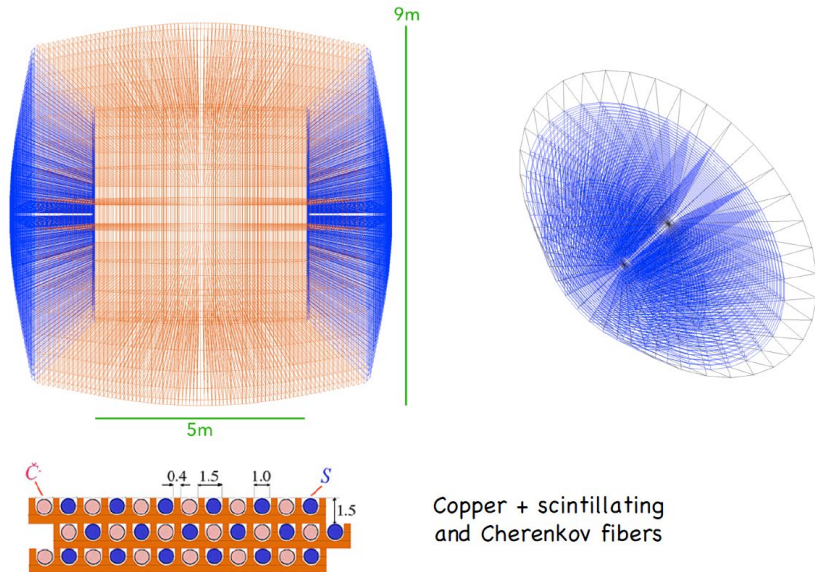 9m
5m
Č
0.4
1.5
1.0
S
1.5
Copper + scintillating
and Cherenkov fibers